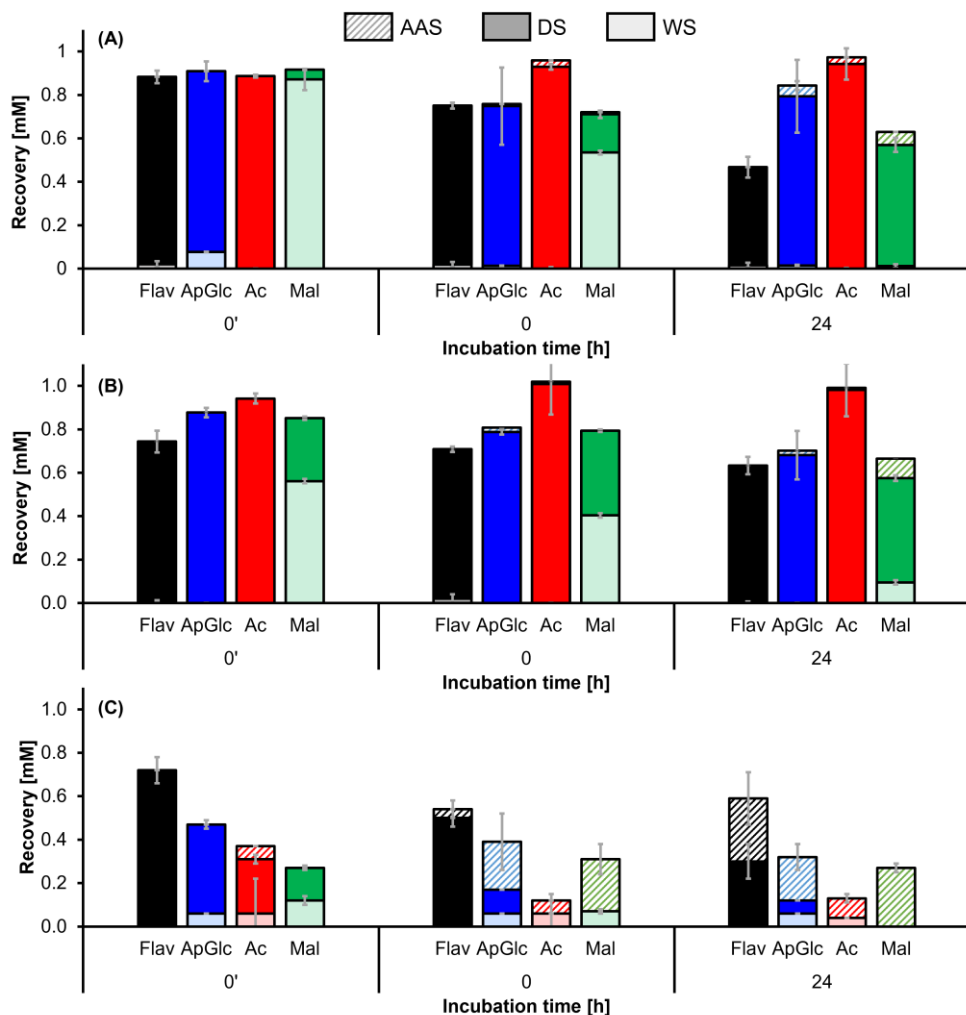 (A)
AAS DS WS
Recovery [mM]
1
0.8
0.6
0.4
0.2
0
Flav ApGlc Ac Mal Flav ApGlc Ac Mal Flav ApGlc Ac Mal
0' 0 24
Incubation time [h]
(B)
Recovery [mM]
1.0
0.8
0.6
0.4
0.2
0.0
Flav ApGlc Ac Mal Flav ApGlc Ac Mal Flav ApGlc Ac Mal
0' 0 24
Incubation time [h]
(C)
Recovery [mM]
1.0
0.8
0.6
0.4
0.2
0.0
Flav ApGlc Ac Mal Flav ApGlc Ac Mal Flav ApGlc Ac Mal
0' 0 24
Incubation time [h]